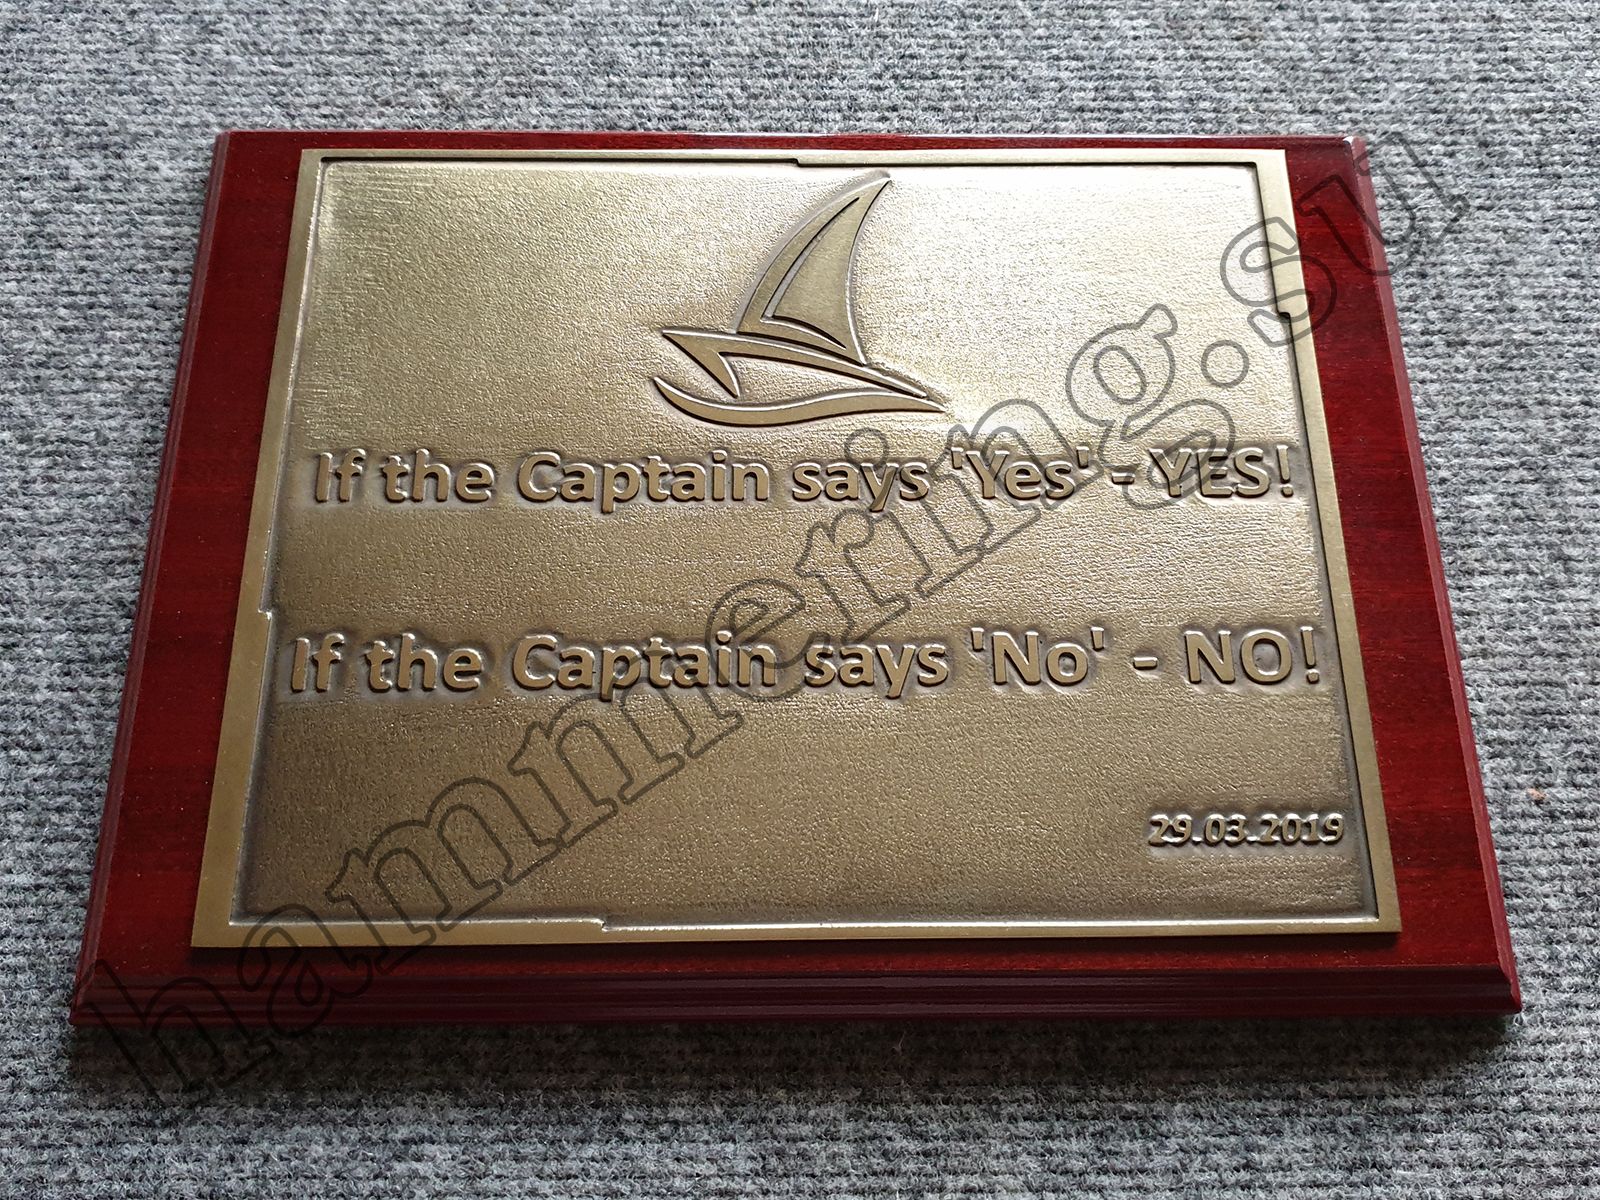 If the Captain says 'Yes' - YES!
If the Captain says 'No' - NO!
29.03.2019
hammering.su